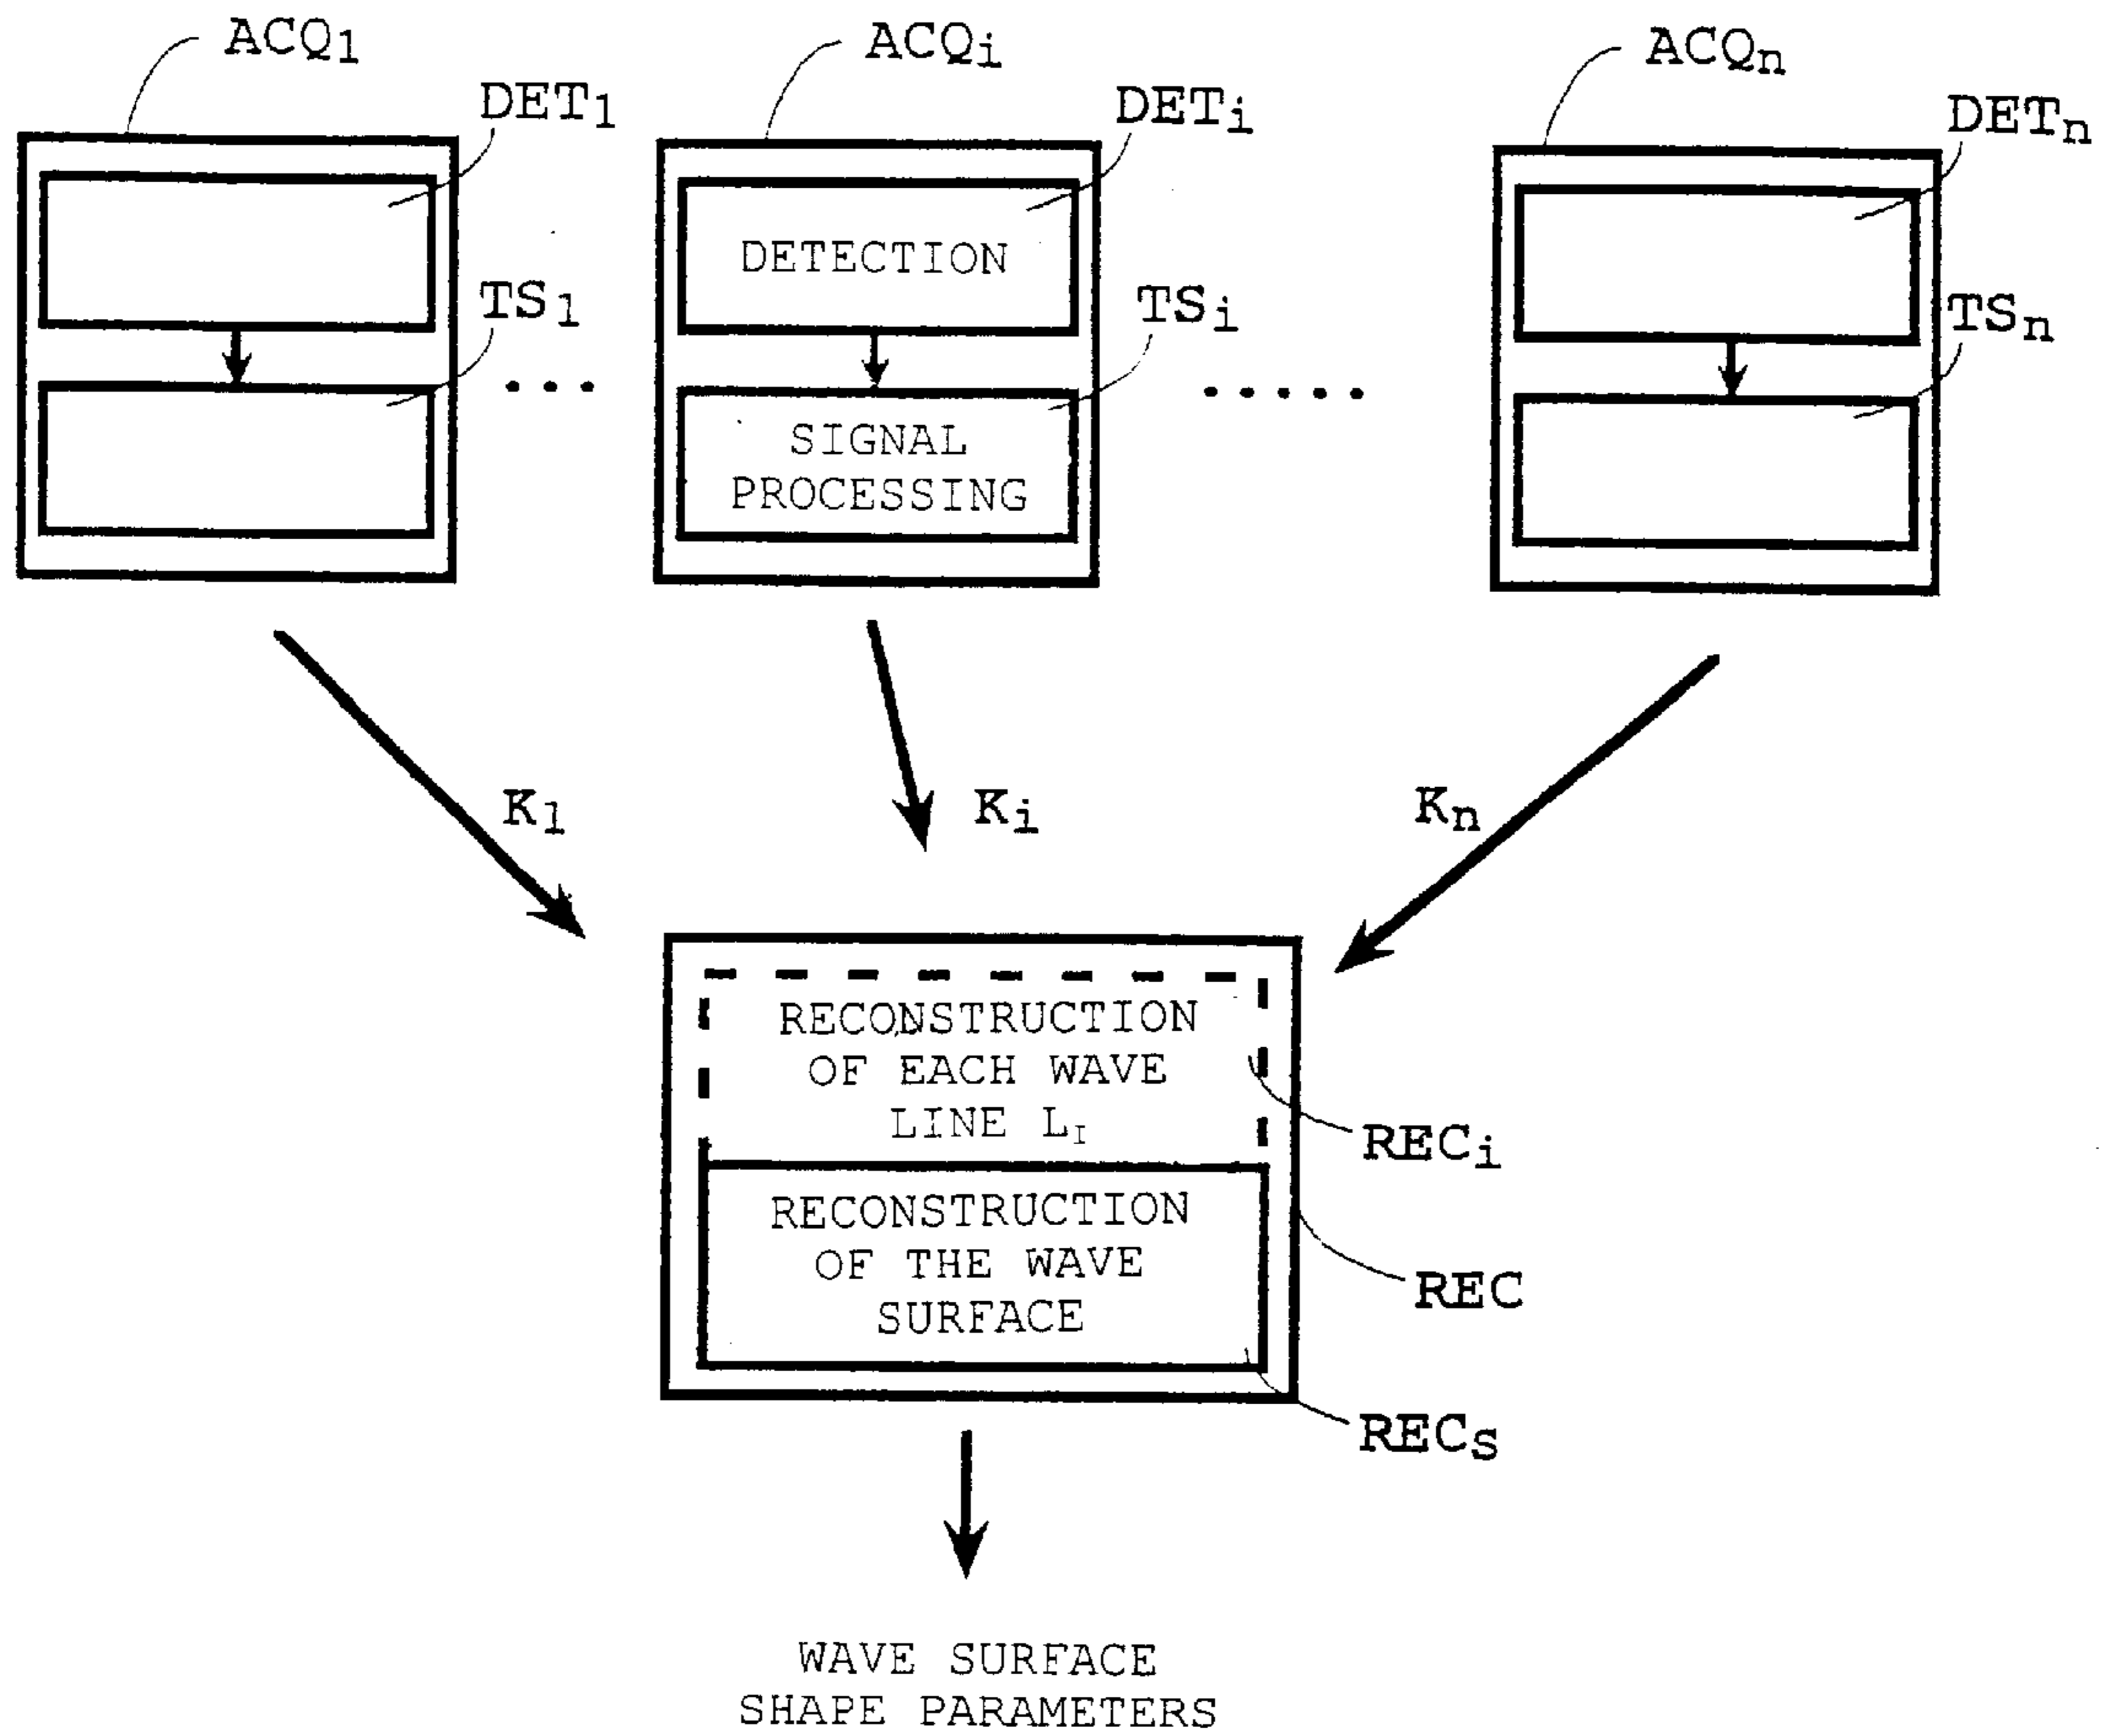 ACQ1
ACQi
ACQn
DET1
DETi
DETn
DETECTION
TS1
TSi
TSn
SIGNAL
PROCESSING
K1
Ki
Kn
RECONSTRUCTION
OF EACH WAVE
LINE LI
RECi
RECONSTRUCTION
OF THE WAVE
SURFACE
REC
RECS
WAVE SURFACE
SHAPE PARAMETERS